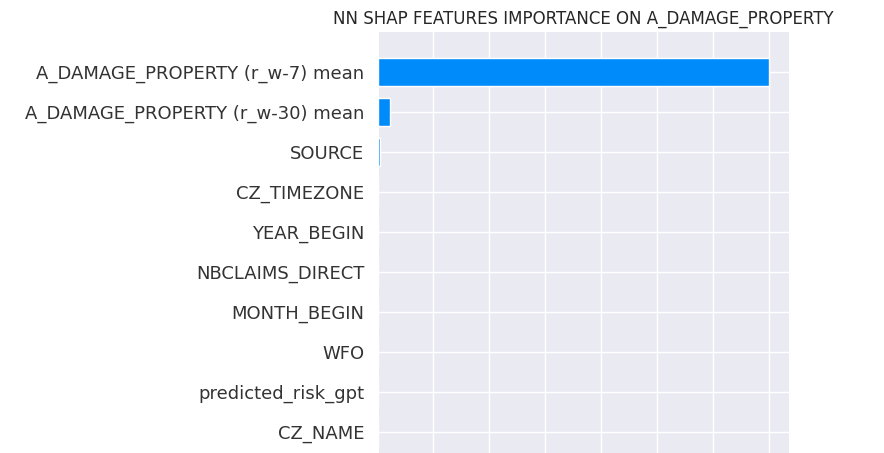 NN SHAP FEATURES IMPORTANCE ON A_DAMAGE_PROPERTY
A_DAMAGE_PROPERTY (r_w-7) mean
A_DAMAGE_PROPERTY (r_w-30) mean
SOURCE
CZ_TIMEZONE
YEAR_BEGIN
NBCLAIMS_DIRECT
MONTH_BEGIN
WFO
predicted_risk_gpt
CZ_NAME